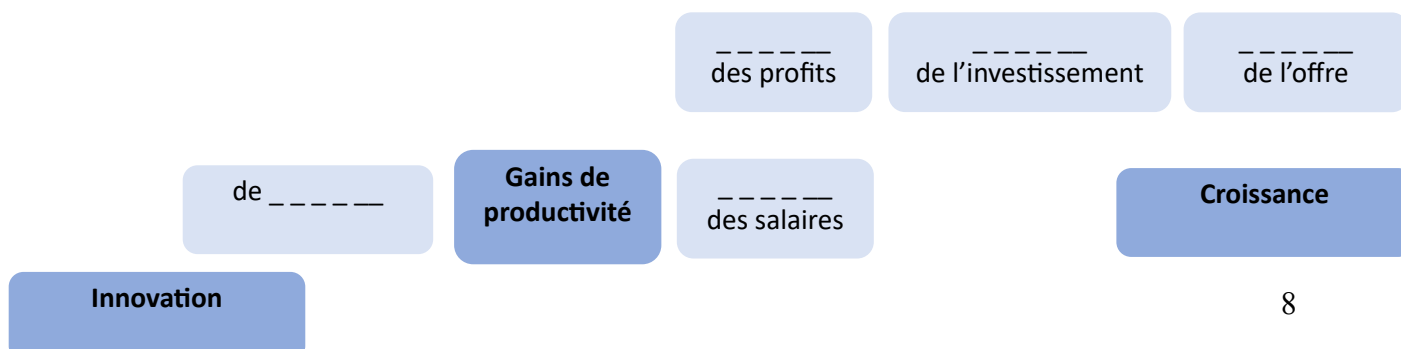 _ _ _ _ _ __
des profits
_ _ _ _ _ __
de l’investissement
_ _ _ _ _ __
de l’offre
de _ _ _ _ _ __
Gains de
productivité
_ _ _ _ _ __
des salaires
Croissance
Innovation
8